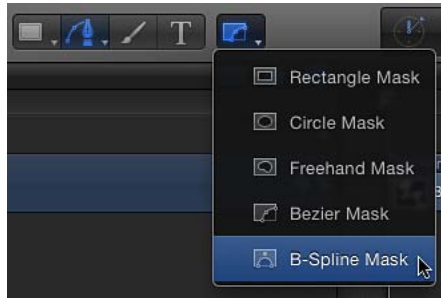 T
Rectangle Mask
Circle Mask
Freehand Mask
Bezier Mask
B-Spline Mask